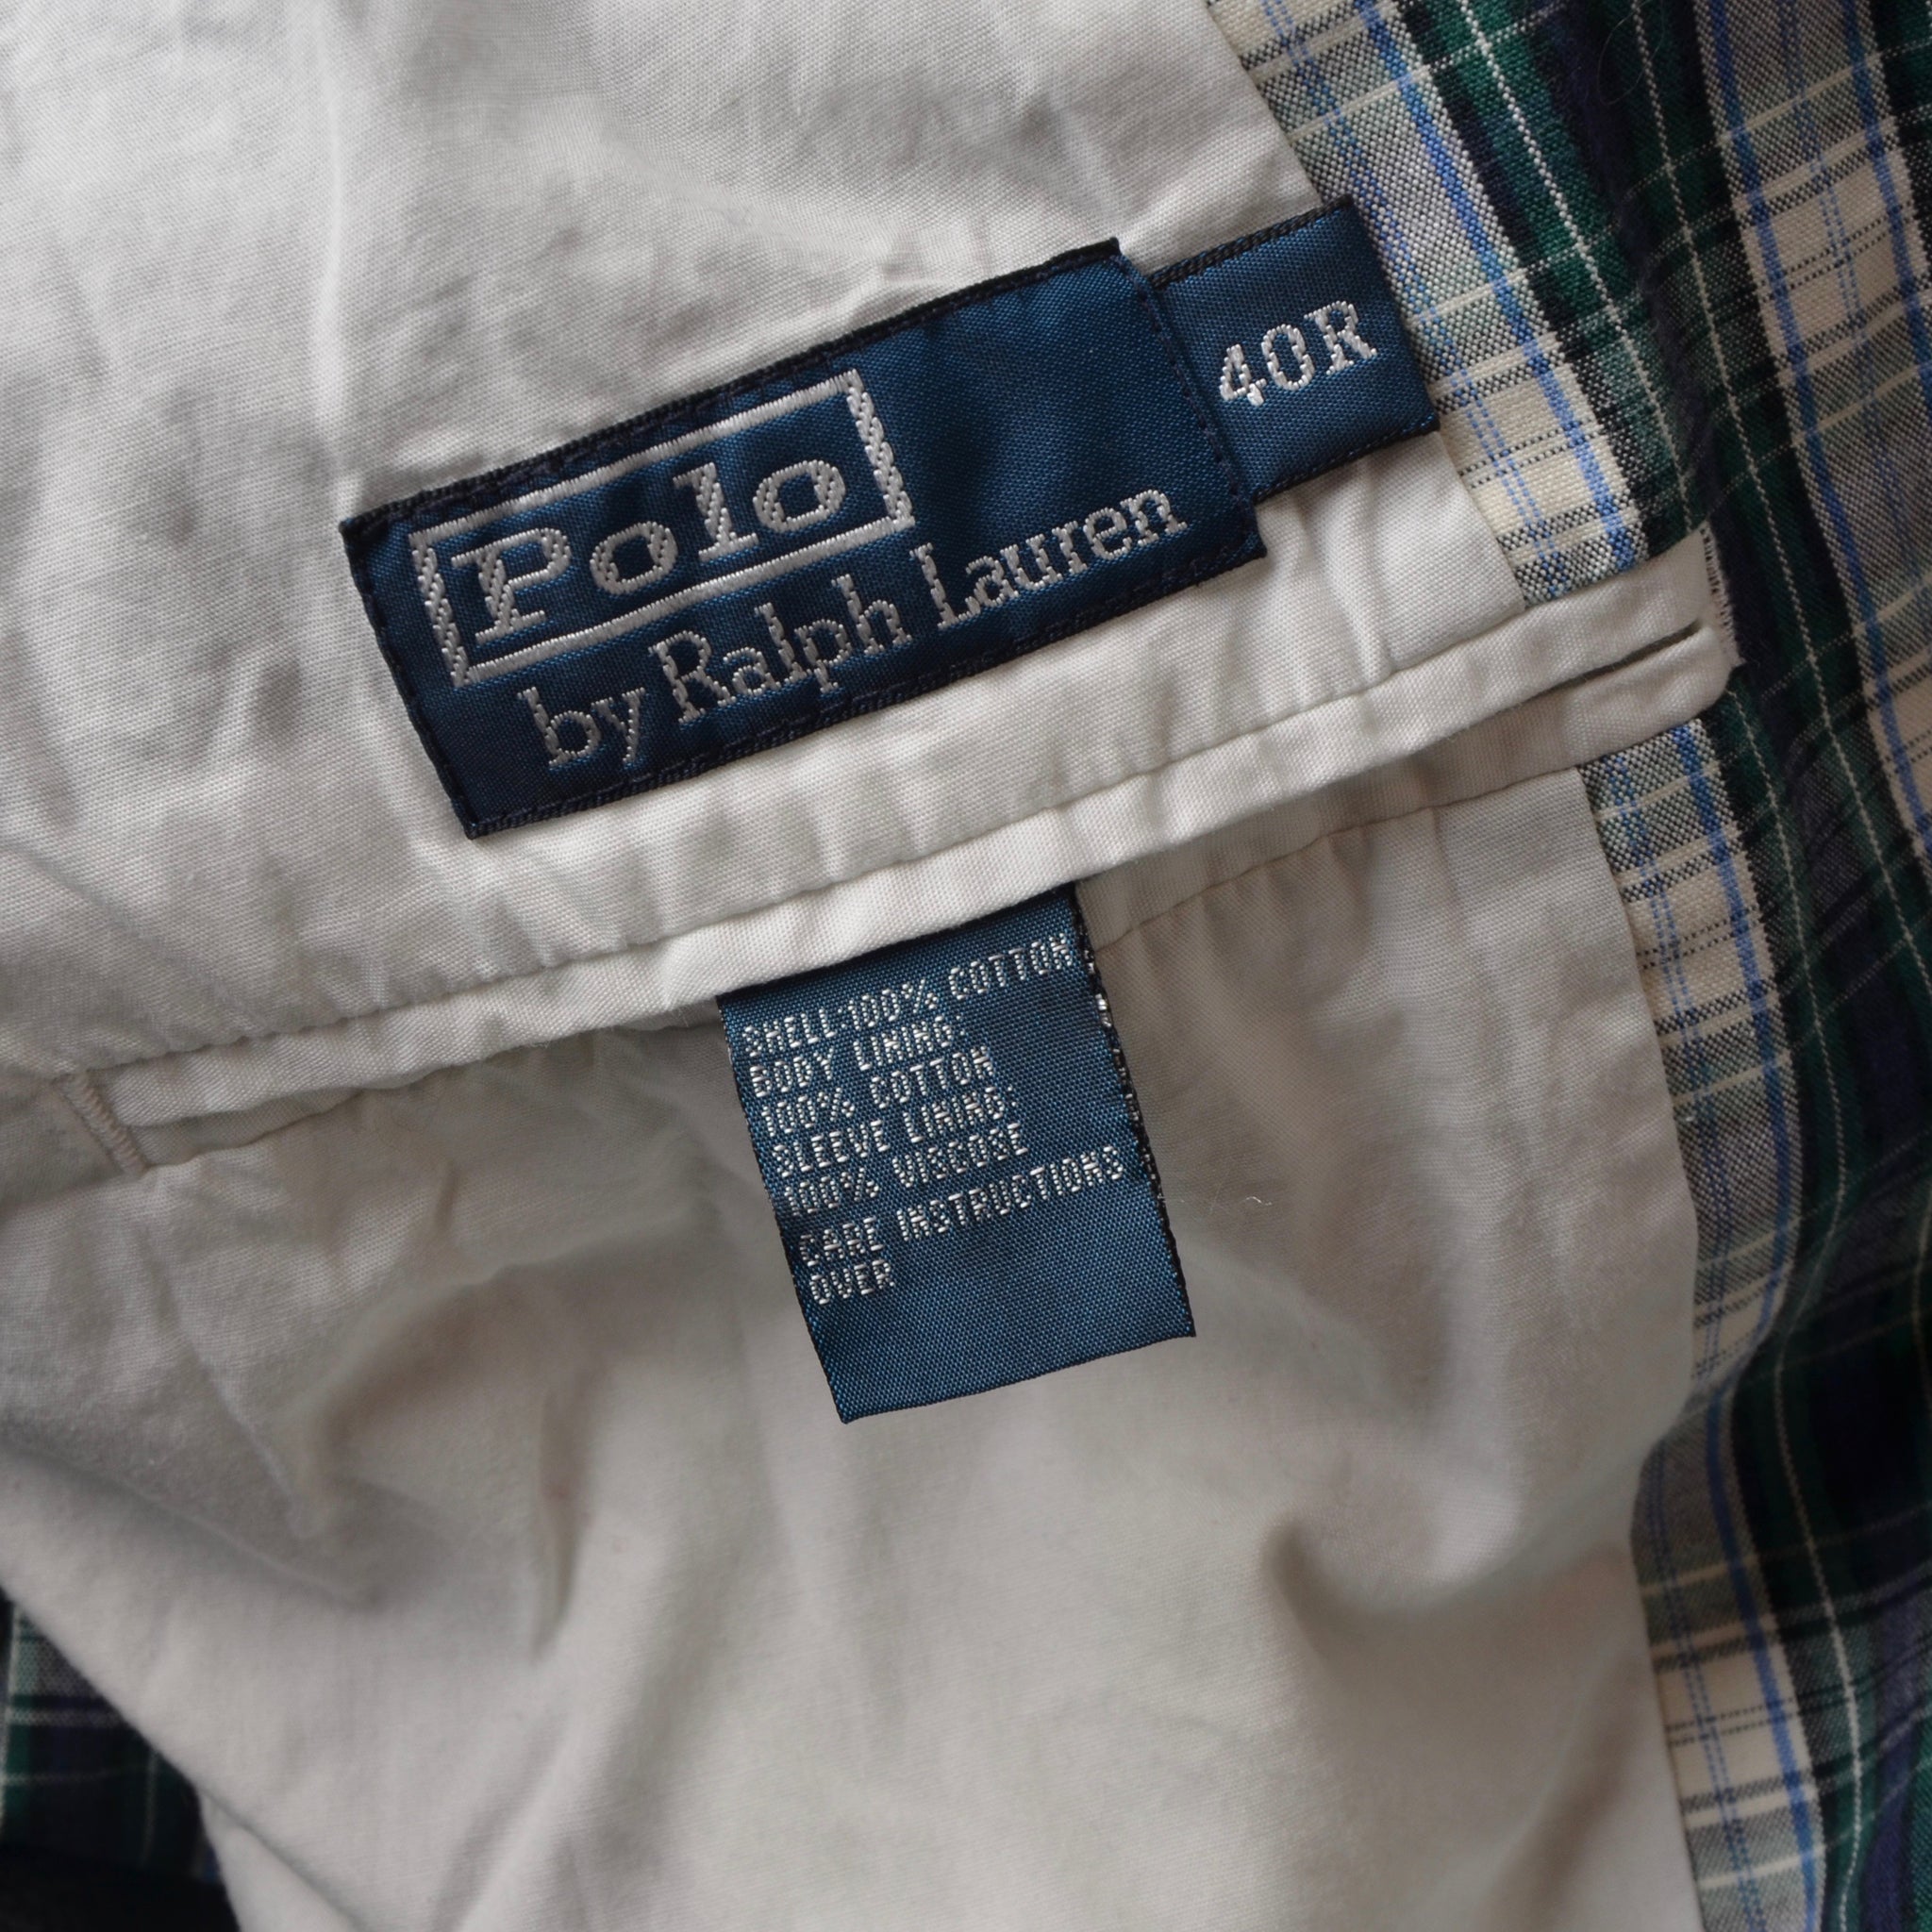 Polo
by Ralph Lauren
40R
SHELL:100% COTTON
BODY LINING:
100% COTTON
SLEEVE LINING:
100% VISCOSE
CARE INSTRUCTIONS
OVER